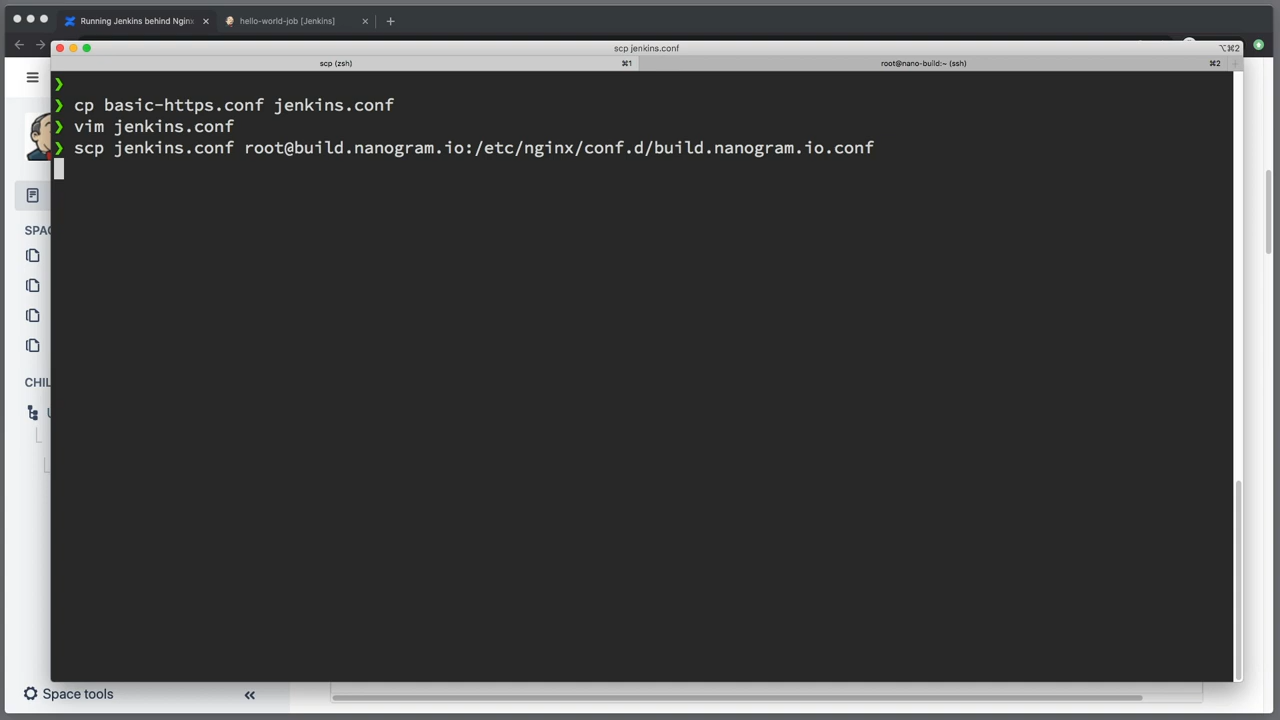 Running Jenkins behind Nginx
hello-world-job [Jenkins]
scp jenkins.conf
⌥⌘2
scp (zsh)
⌘1
root@nano-build:~ (ssh)
⌘2
❯
❯ cp basic-https.conf jenkins.conf
❯ vim jenkins.conf
❯ scp jenkins.conf root@build.nanogram.io:/etc/nginx/conf.d/build.nanogram.io.conf
SPAC
CHIL
Space tools